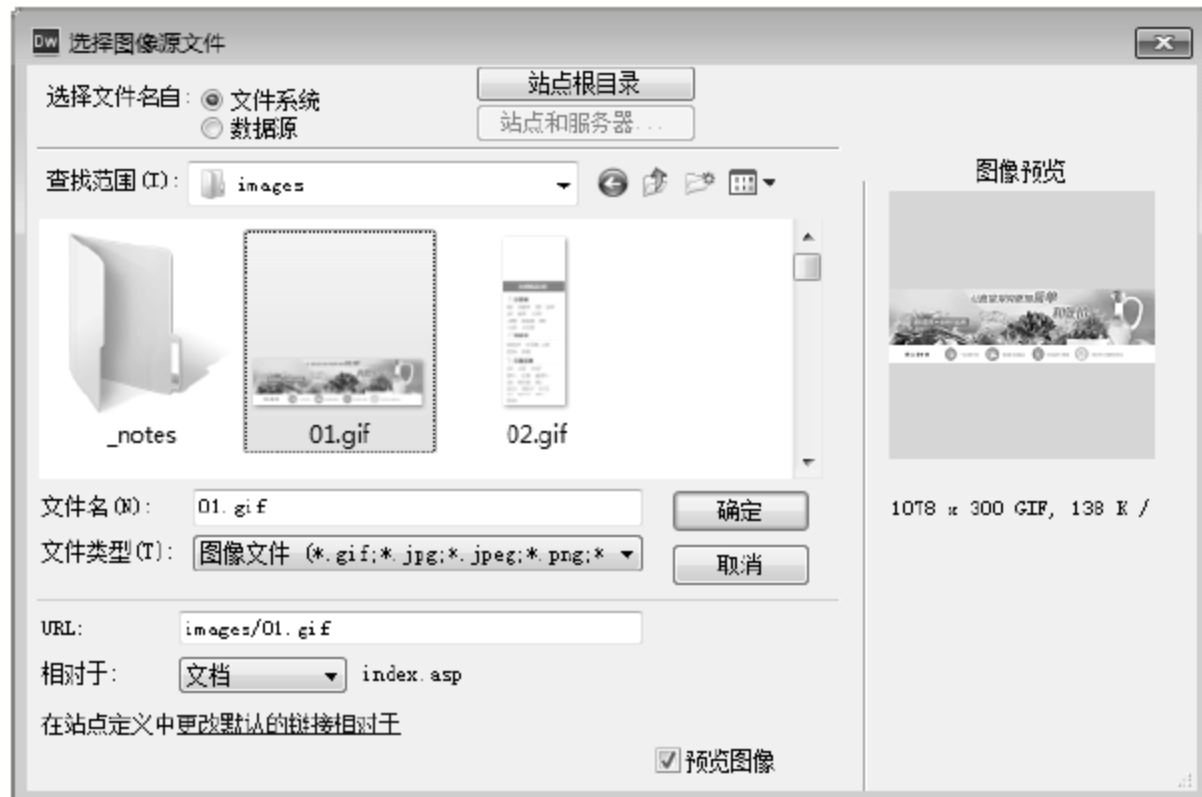 Dw 选择图像源文件
选择文件名自: 文件系统
数据源
站点根目录
站点和服务器...
查找范围(I): images
_notes
01.gif
02.gif
文件名(N): 01.gif
确定
文件类型(T): 图像文件 (*.gif;*.jpg;*.jpeg;*.png;*
取消
URL: images/01.gif
相对于: 文档 index.asp
在站点定义中更改默认的链接相对于
预览图像
图像预览
1078 x 300 GIF, 138 K /